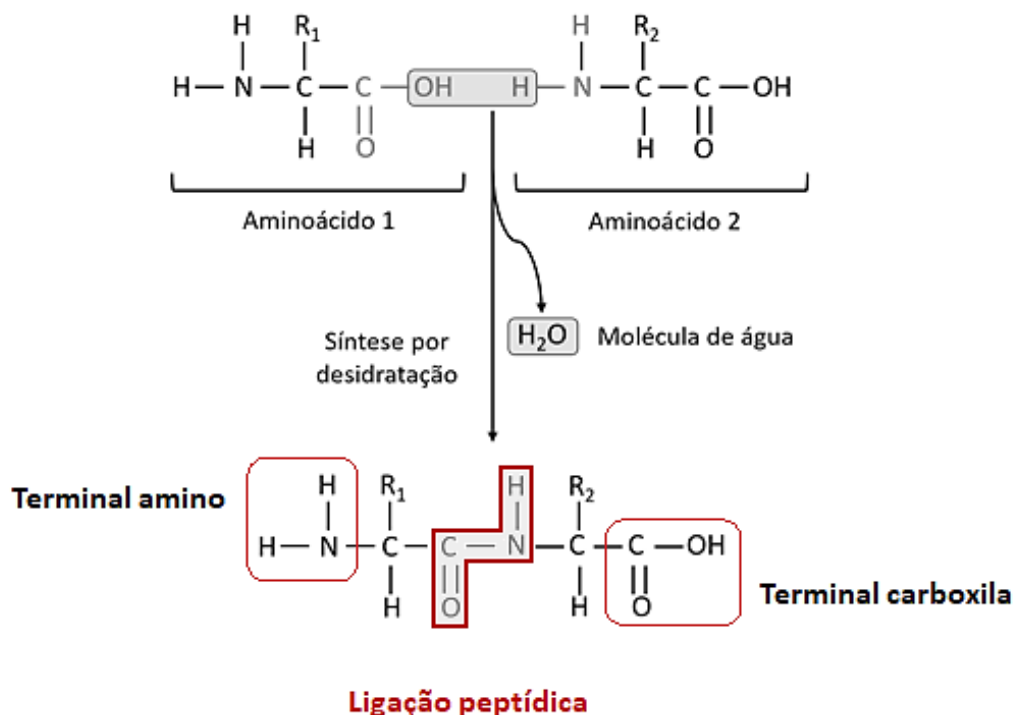 H R₁ H R₂
H—N—C—C—OH H—N—C—C—OH
H O H O
Aminoácido 1 Aminoácido 2
H₂O Molécula de água
Síntese por
desidratação
Terminal amino
H R₁ H R₂
H—N—C—C—N—C—C—OH
H O H O
Terminal carboxila
Ligação peptídica